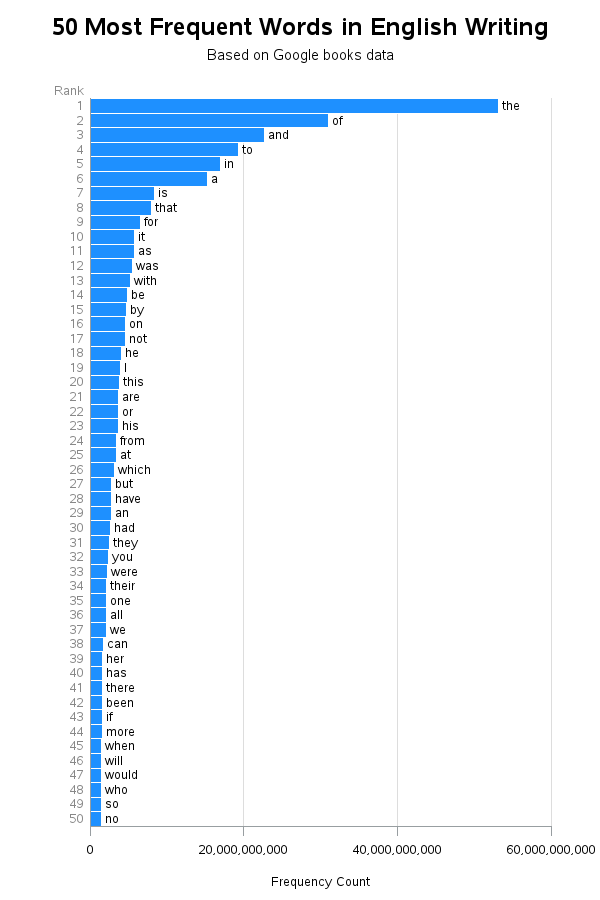 50 Most Frequent Words in English Writing
Based on Google books data
Rank
1 the
2 of
3 and
4 to
5 in
6 a
7 is
8 that
9 for
10 it
11 as
12 was
13 with
14 be
15 by
16 on
17 not
18 he
19 I
20 this
21 are
22 or
23 his
24 from
25 at
26 which
27 but
28 have
29 an
30 had
31 they
32 you
33 were
34 their
35 one
36 all
37 we
38 can
39 her
40 has
41 there
42 been
43 if
44 more
45 when
46 will
47 would
48 who
49 so
50 no
0 20,000,000,000 40,000,000,000 60,000,000,000
Frequency Count